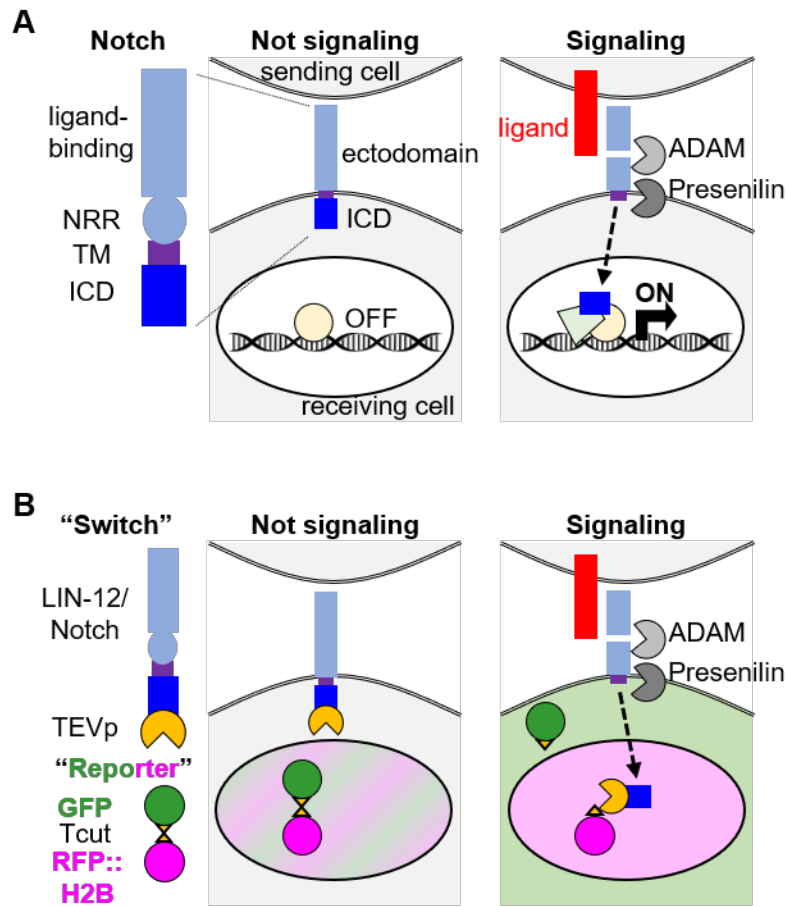 A
Notch
Not signaling
Signaling
sending cell
ligand-
binding
ectodomain
ligand
ADAM
Presenilin
NRR
TM
ICD
ICD
OFF
ON
receiving cell
B
“Switch”
Not signaling
Signaling
LIN-12/
Notch
ADAM
Presenilin
TEVp
“Reporter”
GFP
Tcut
RFP::
H2B